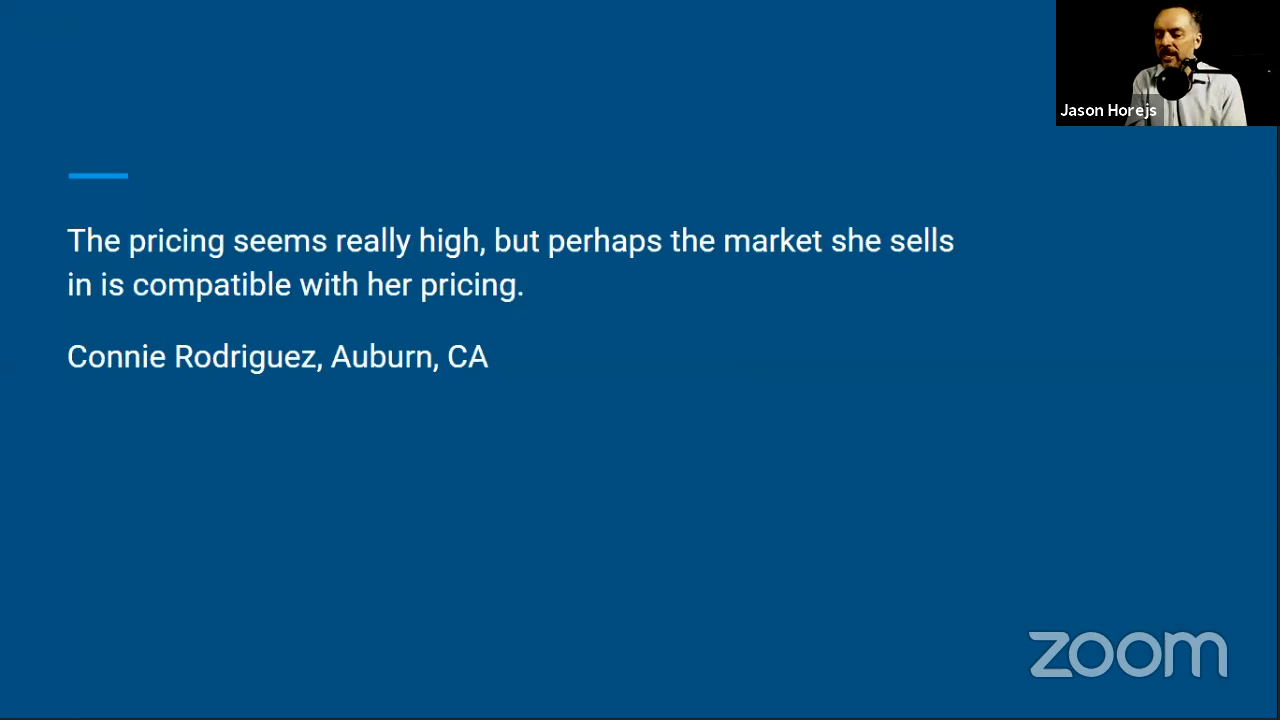 Jason Horejs
The pricing seems really high, but perhaps the market she sells
in is compatible with her pricing.
Connie Rodriguez, Auburn, CA
zoom